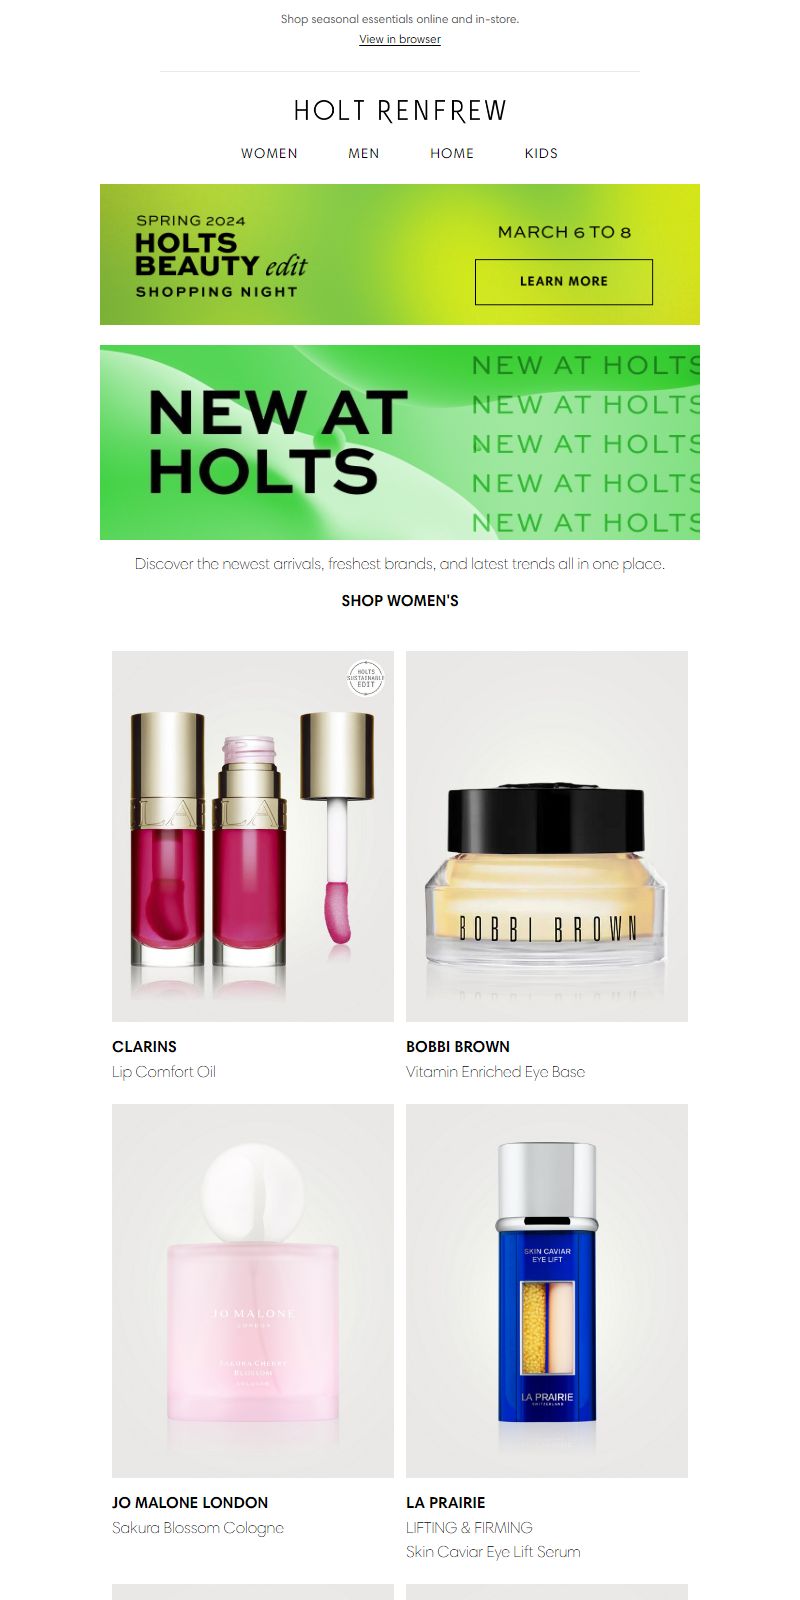 Shop seasonal essentials online and in-store.
View in browser
HOLT RENFREW
WOMEN MEN HOME KIDS
SPRING 2024
HOLTS
BEAUTY edit
SHOPPING NIGHT
MARCH 6 TO 8
LEARN MORE
NEW AT
HOLTS
NEW AT HOLTS
NEW AT HOLTS
NEW AT HOLTS
NEW AT HOLTS
NEW AT HOLTS
Discover the newest arrivals, freshest brands, and latest trends all in one place.
SHOP WOMEN'S
HOLTS
SUSTAINABLE
EDIT
CLA
LA
BOBBI BROWN
CLARINS
Lip Comfort Oil
BOBBI BROWN
Vitamin Enriched Eye Base
JO MALONE
LONDON
SAKURA CHERRY
BLOSSOM
COLOGNE
SKIN CAVIAR
EYE LIFT
LA PRAIRIE
SWITZERLAND
JO MALONE LONDON
Sakura Blossom Cologne
LA PRAIRIE
LIFTING & FIRMING
Skin Caviar Eye Lift Serum